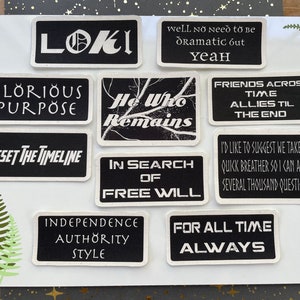 LOKI
WELL NO NEED TO BE
DRAMATIC BUT
YEAH
GLORIOUS
PURPOSE
He Who
Remains
FRIENDS ACROSS
TIME
ALLIES TIL
THE END
RESET THE TIMELINE
IN SEARCH
OF
FREE WILL
I'D LIKE TO SUGGEST WE TAKE
QUICK BREATHER SO I CAN A
SEVERAL THOUSAND QUESTI
INDEPENDENCE
AUTHORITY
STYLE
FOR ALL TIME
ALWAYS